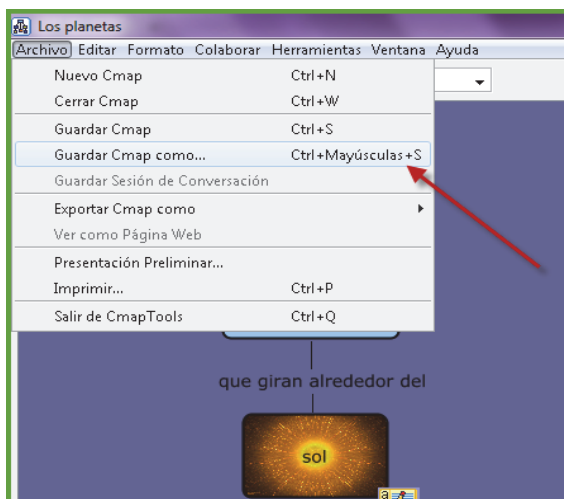 Los planetas
Archivo Editar Formato Colaborar Herramientas Ventana Ayuda
Nuevo Cmap Ctrl+N
Cerrar Cmap Ctrl+W
Guardar Cmap Ctrl+S
Guardar Cmap como... Ctrl+Mayúsculas+S
Guardar Sesión de Conversación
Exportar Cmap como
Ver como Página Web
Presentación Preliminar...
Imprimir... Ctrl+P
Salir de CmapTools Ctrl+Q
que giran alrededor del
sol
a